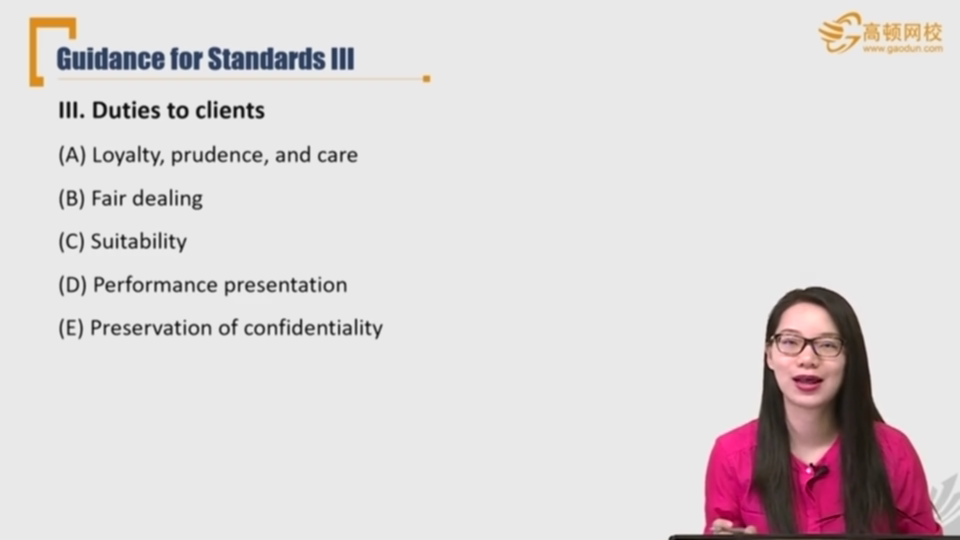 高顿网校
www.gaodun.com
Guidance for Standards III
III. Duties to clients
(A) Loyalty, prudence, and care
(B) Fair dealing
(C) Suitability
(D) Performance presentation
(E) Preservation of confidentiality